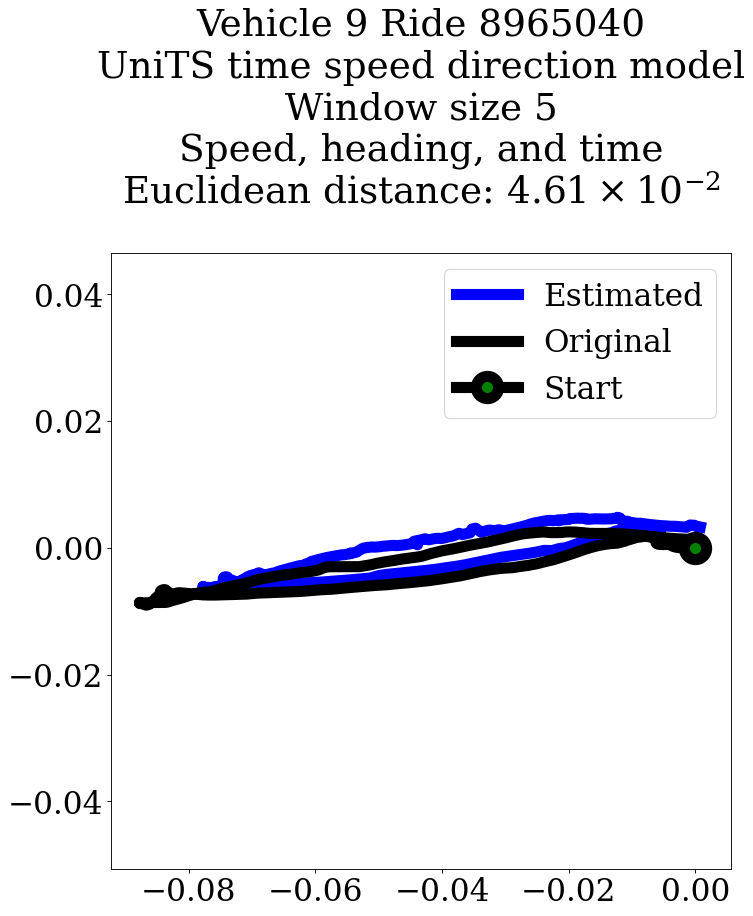 Vehicle 9 Ride 8965040
UniTS time speed direction model
Window size 5
Speed, heading, and time
Euclidean distance: 4.61 × 10⁻²
Estimated
Original
Start
0.04
0.02
0.00
−0.02
−0.04
−0.08 −0.06 −0.04 −0.02 0.00